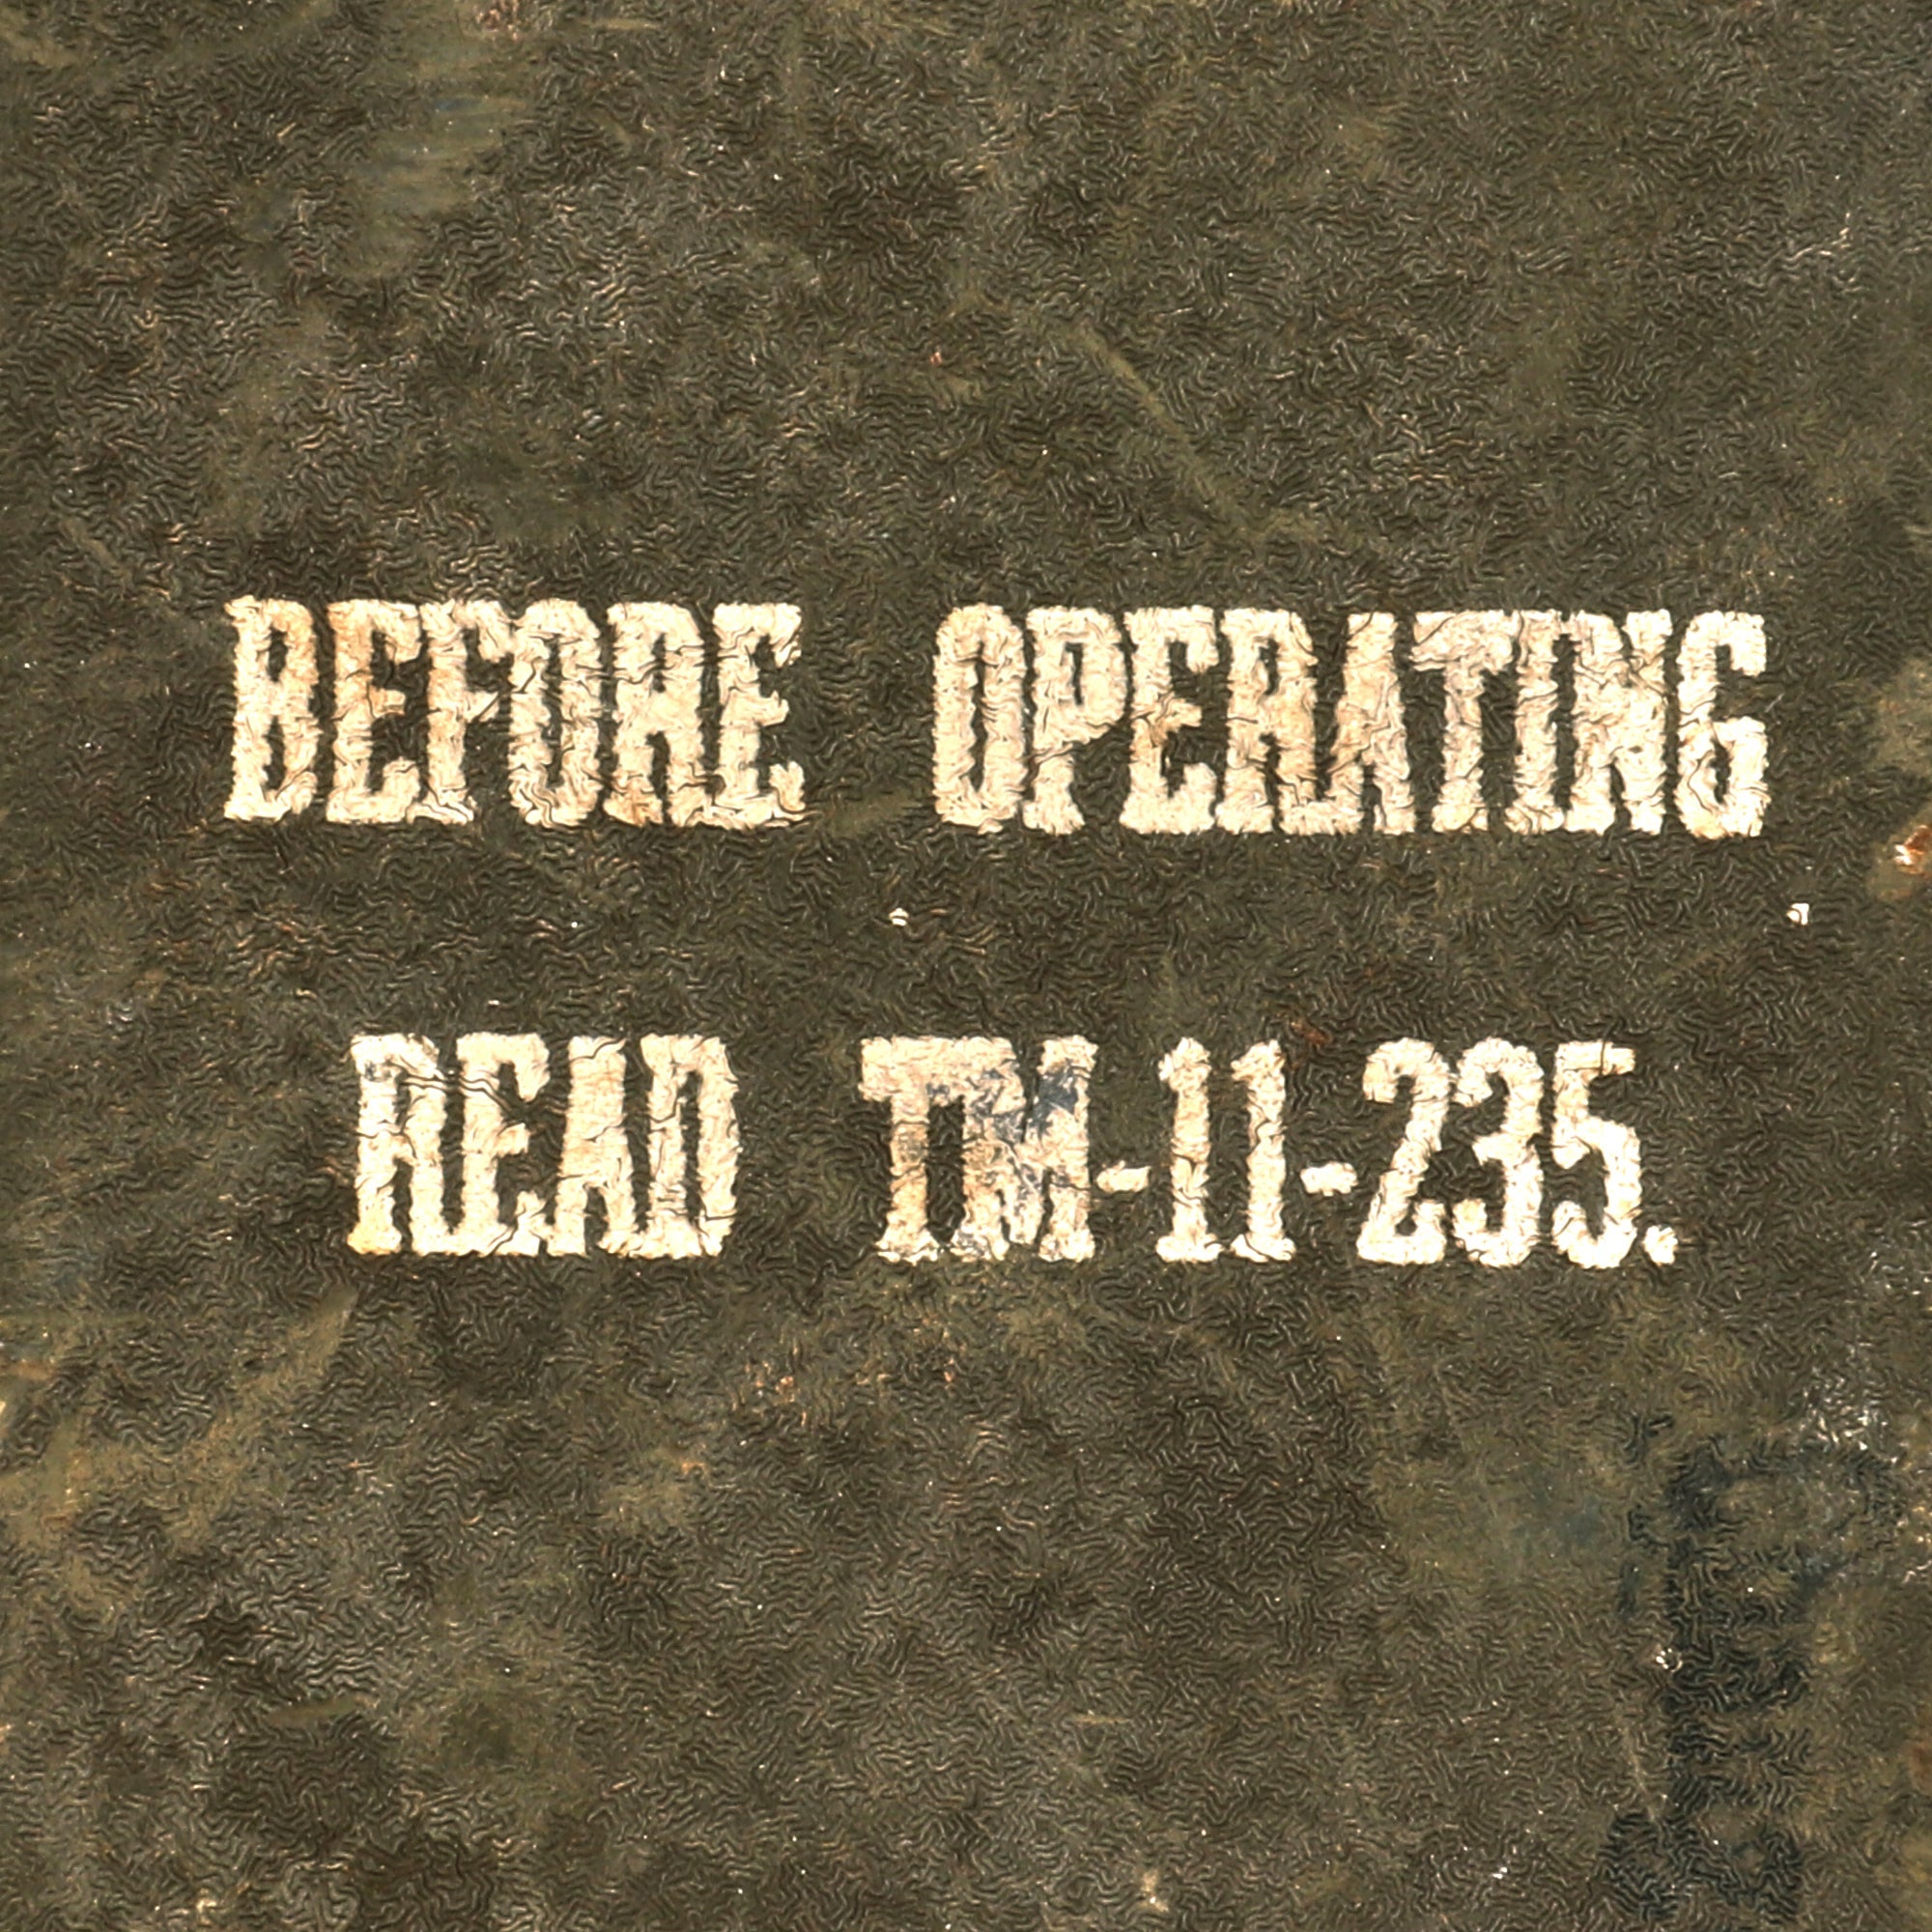 BEFORE OPERATING
READ TM-11-235.